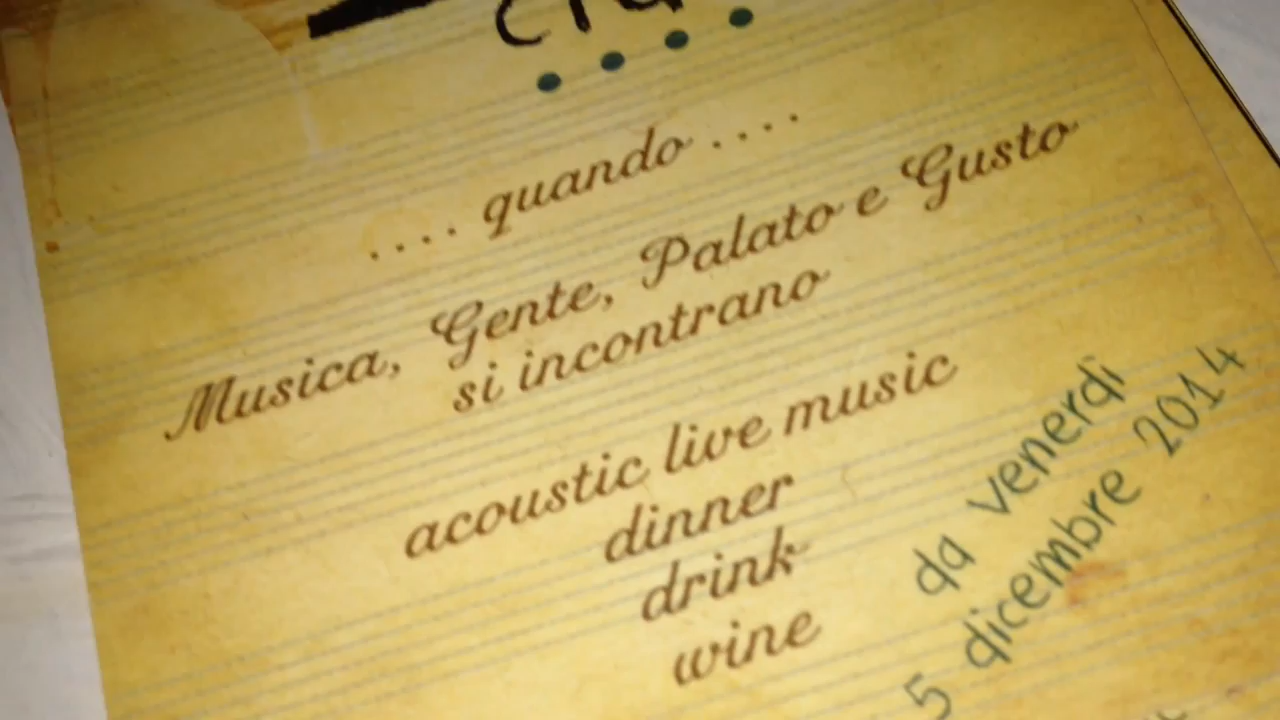 .... quando ....
Musica, Gente, Palato e Gusto
si incontrano
acoustic live music
dinner
drink
wine
da venerdì
5 dicembre 2014